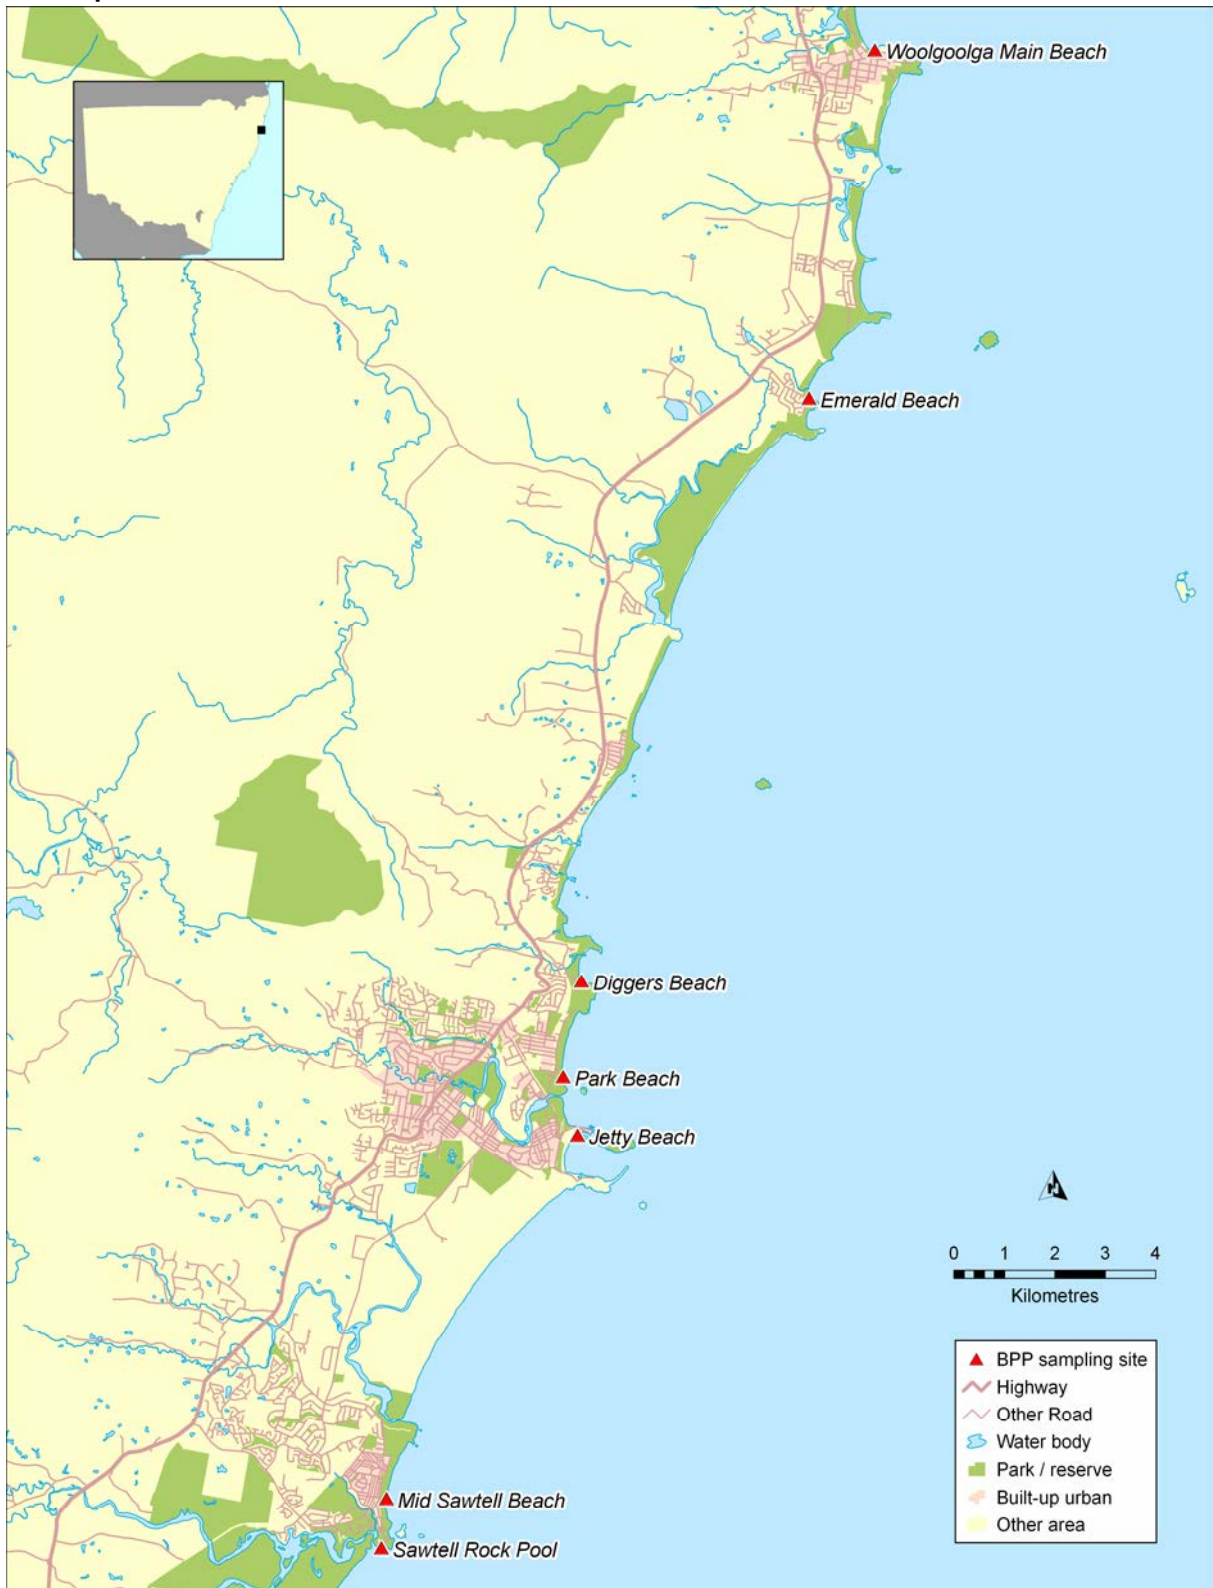 Woolgoolga Main Beach
Emerald Beach
Diggers Beach
Park Beach
Jetty Beach
0 1 2 3 4
Kilometres
BPP sampling site
Highway
Other Road
Water body
Park / reserve
Built-up urban
Other area
Mid Sawtell Beach
Sawtell Rock Pool